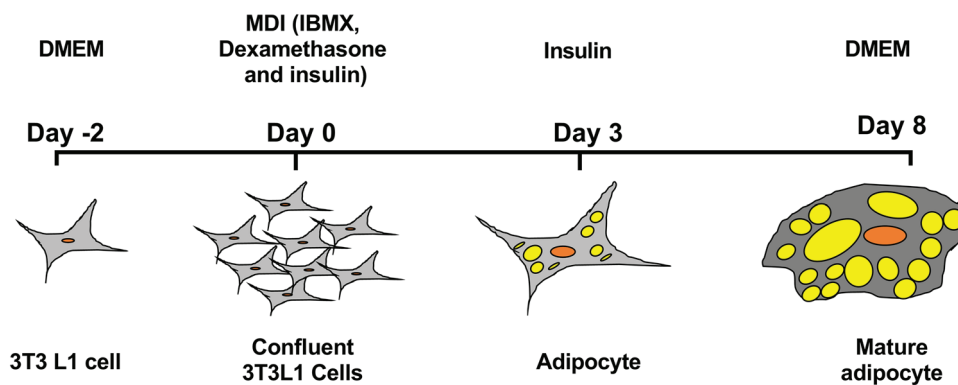 DMEM
MDI (IBMX,
Dexamethasone
and insulin)
Insulin
DMEM
Day -2
Day 0
Day 3
Day 8
3T3 L1 cell
Confluent
3T3L1 Cells
Adipocyte
Mature
adipocyte